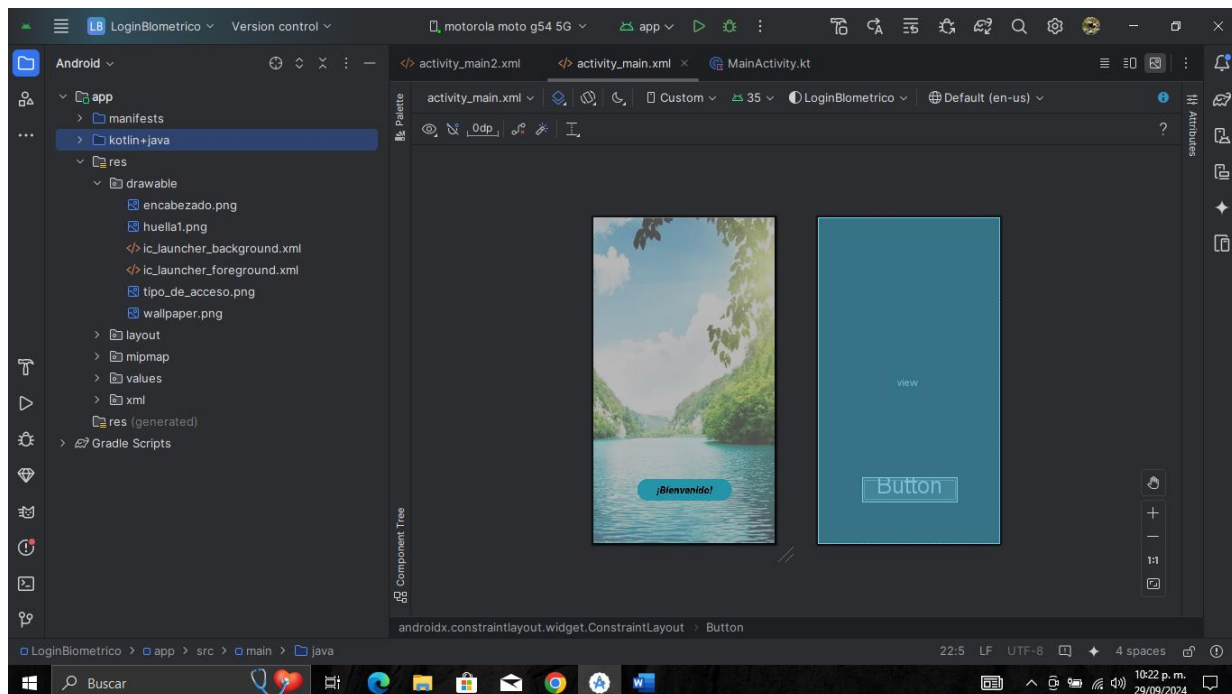 LB LoginBIometrico Version control motorola moto g54 5G app
Android
activity_main2.xml activity_main.xml MainActivity.kt
Palette activity_main.xml Custom 35 LoginBIometrico Default (en-us)
0dp ?
Attributes
app
manifests
kotlin+java
res
drawable
encabezado.png
huella1.png
ic_launcher_background.xml
ic_launcher_foreground.xml
tipo_de_acceso.png
wallpaper.png
layout
mipmap
values
xml
res (generated)
Gradle Scripts
view
¡Bienvenido!
Button
1:1
Component Tree
androidx.constraintlayout.widget.ConstraintLayout > Button
LoginBIometrico > app > src > main > java 22:5 LF UTF-8 4 spaces
Buscar 10:22 p. m.
29/09/2024